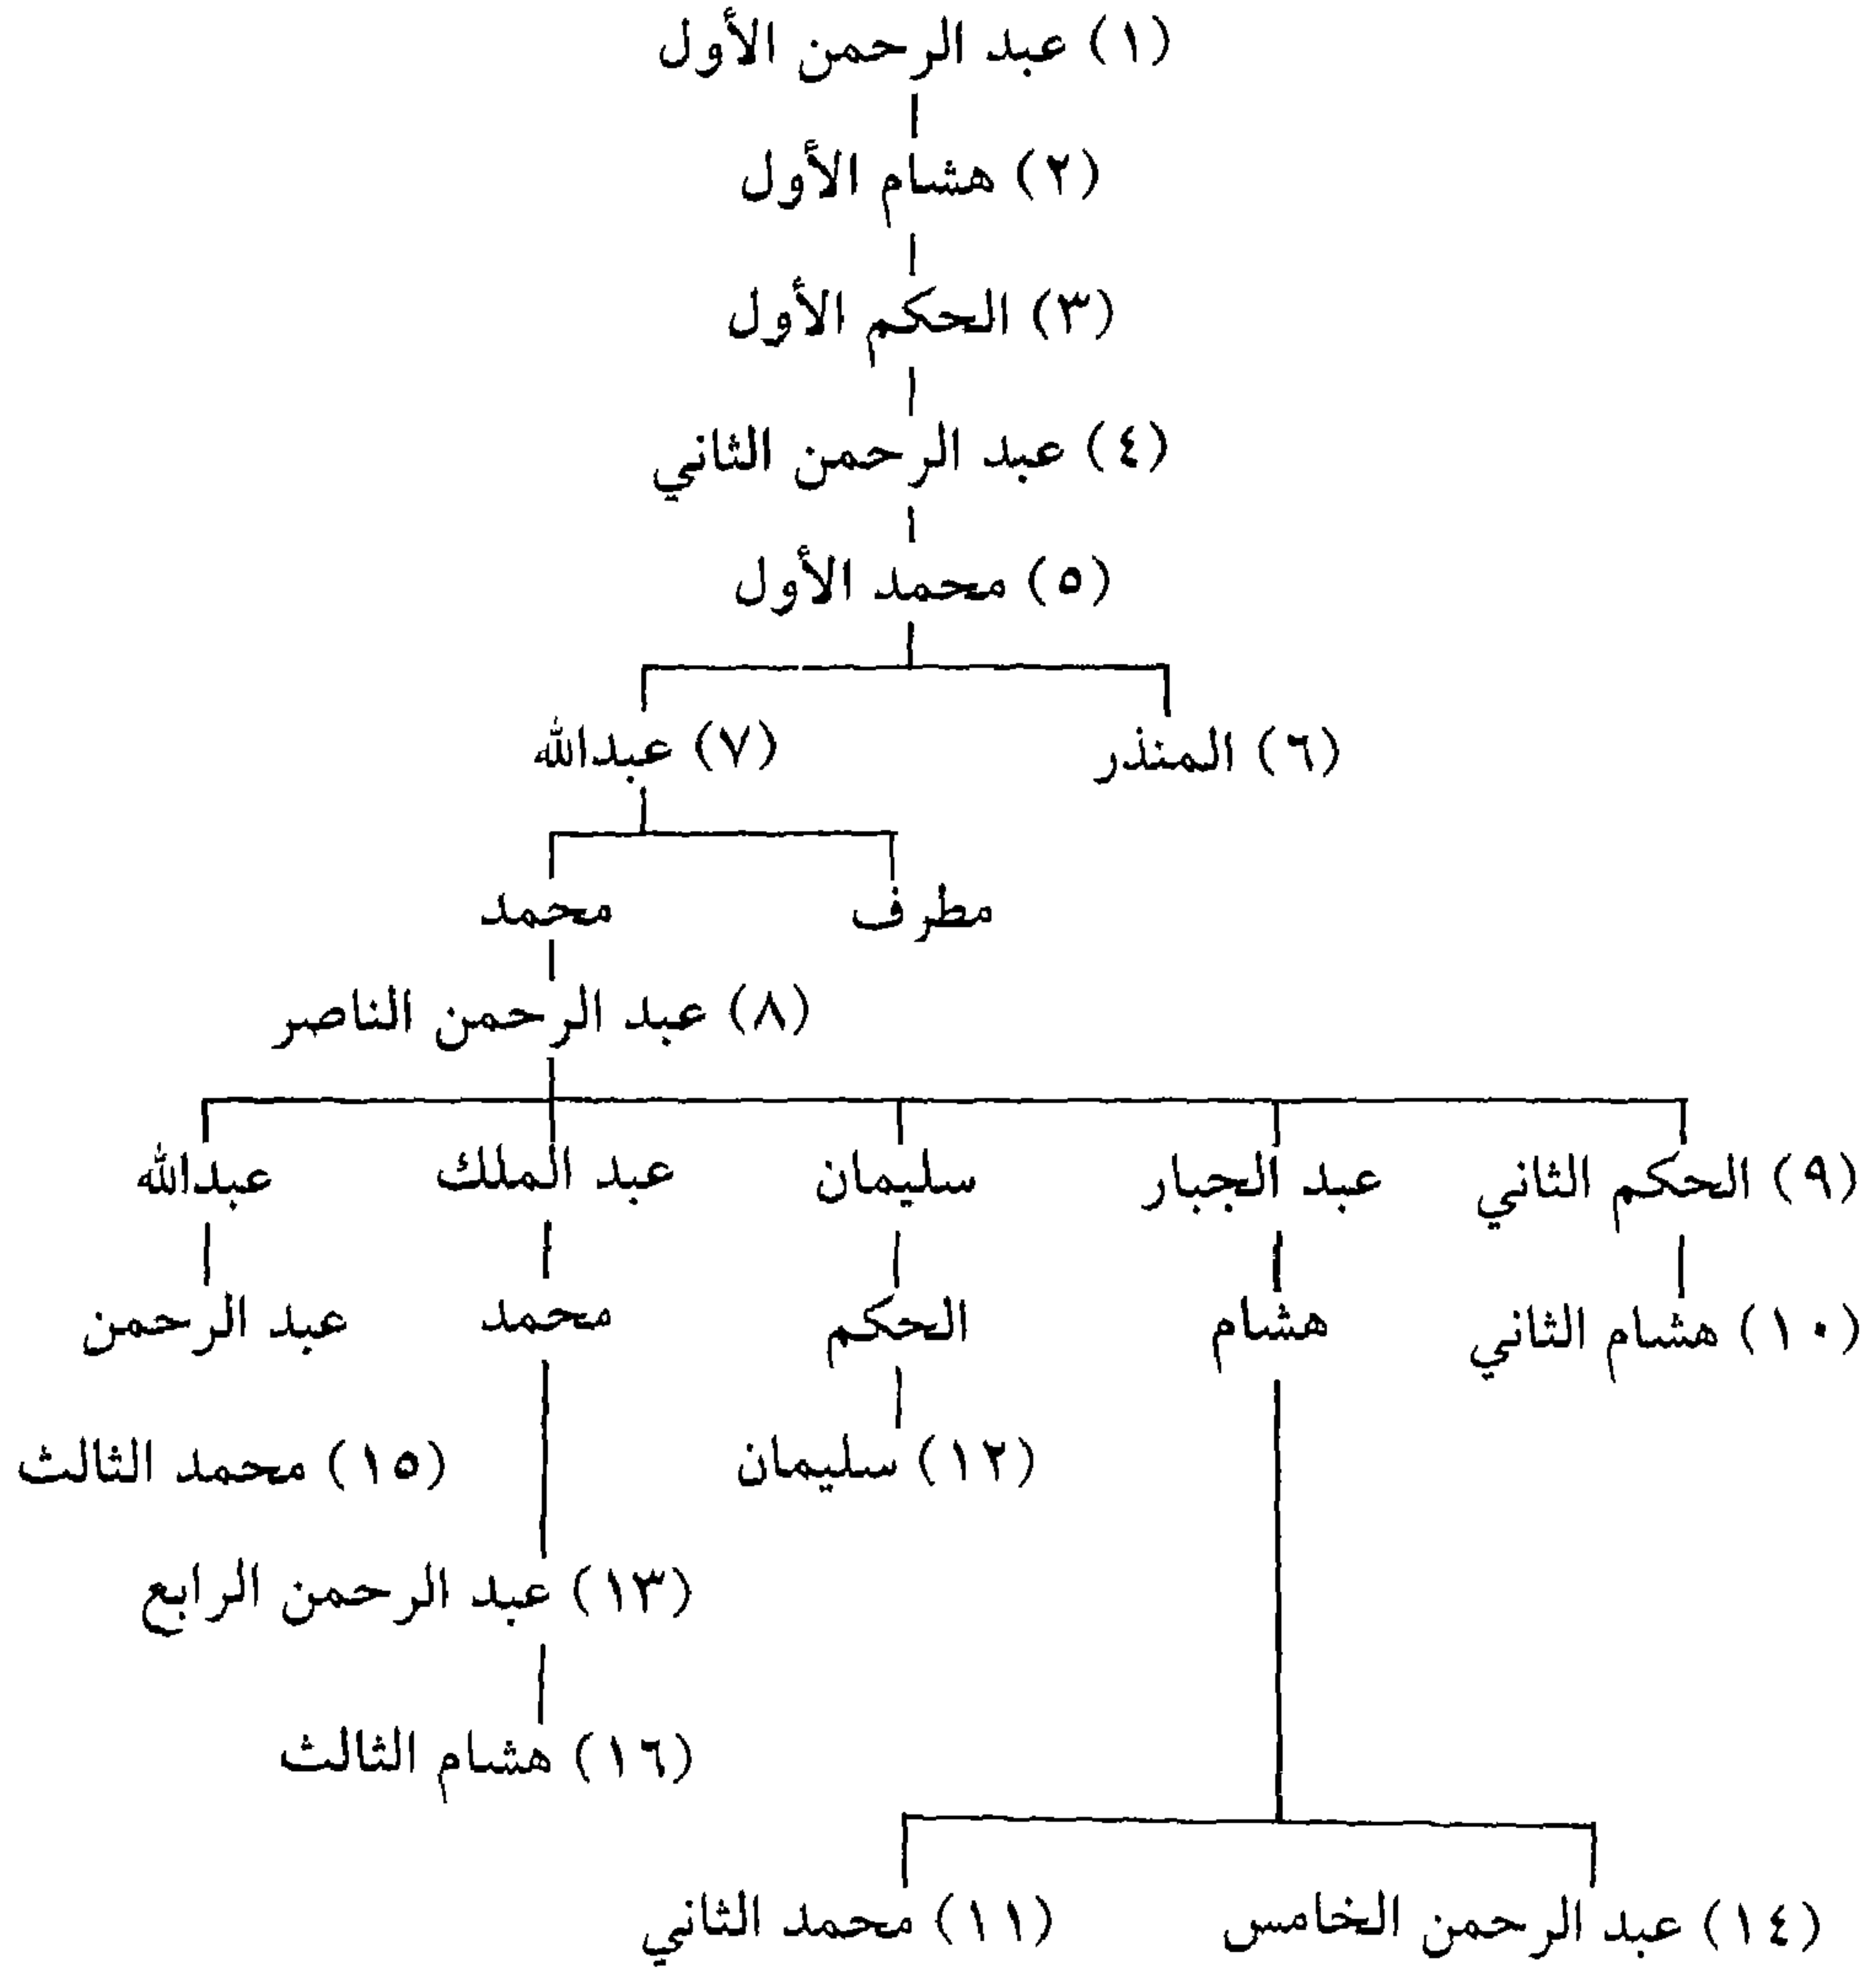 (١) عبد الرحمن الأول
(٢) هشام الأول
(٣) الحكم الأول
(٤) عبد الرحمن الثاني
(٥) محمد الأول
(٦) المنذر (٧) عبدالله
مطرف محمد
(٨) عبد الرحمن الناصر
(٩) الحكم الثاني عبد الجبار سليمان عبد الملك عبدالله
(١٠) هشام الثاني هشام الحكم محمد عبد الرحمن
(١٢) سليمان (١٥) محمد الثالث
(١٣) عبد الرحمن الرابع
(١٦) هشام الثالث
(١٤) عبد الرحمن الخامس (١١) محمد الثاني